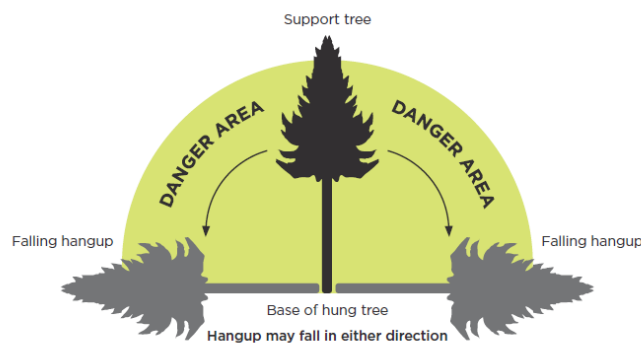 Support tree
DANGER AREA
DANGER AREA
Falling hangup
Falling hangup
Base of hung tree
Hangup may fall in either direction